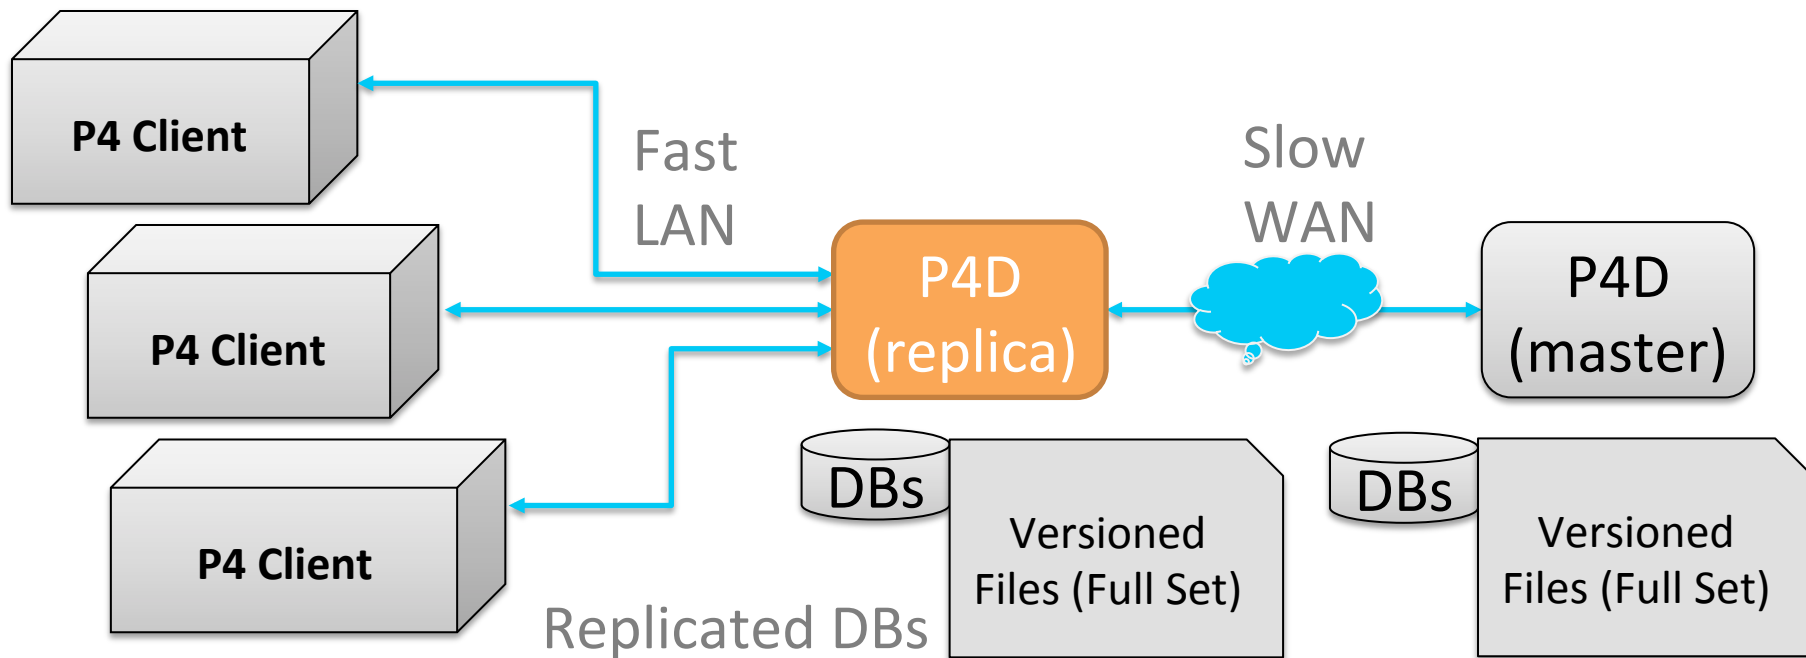 P4 Client
P4 Client
P4 Client
Fast
LAN
Slow
WAN
P4D
(replica)
P4D
(master)
DBs
Versioned
Files (Full Set)
DBs
Versioned
Files (Full Set)
Replicated DBs